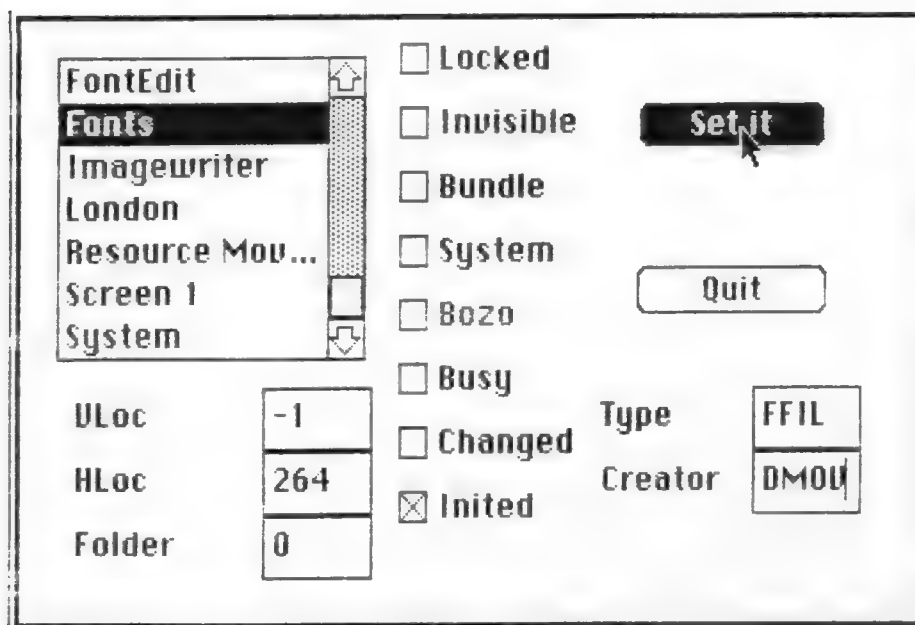 FontEdit
Fonts
Imagewriter
London
Resource Mov...
Screen 1
System
VLoc
-1
HLoc
264
Folder
0
Locked
Invisible
Bundle
System
Bozo
Busy
Changed
Inited
Set it
Quit
Type
FFIL
Creator
DMOV